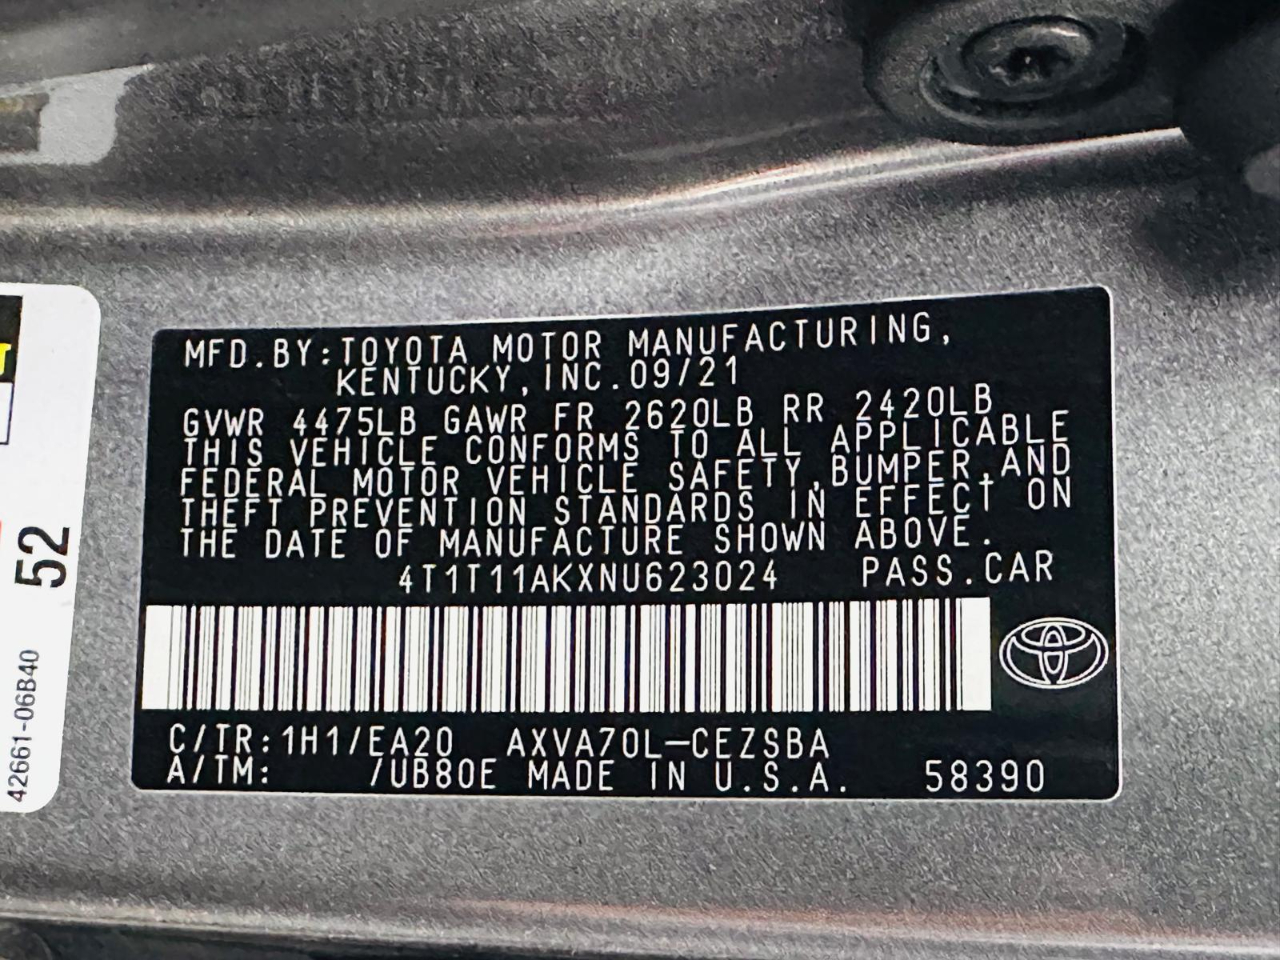 MFD.BY:TOYOTA MOTOR MANUFACTURING,
KENTUCKY,INC.09/21
GVWR 4475LB GAWR FR 2620LB RR 2420LB
THIS VEHICLE CONFORMS TO ALL APPLICABLE
FEDERAL MOTOR VEHICLE SAFETY,BUMPER,AND
THEFT PREVENTION STANDARDS IN EFFECT ON
THE DATE OF MANUFACTURE SHOWN ABOVE.
4T1T11AKXNU623024 PASS.CAR
C/TR:1H1/EA20 AXVA70L-CEZSBA
A/TM: /UB80E MADE IN U.S.A. 58390
52
42661-06B40